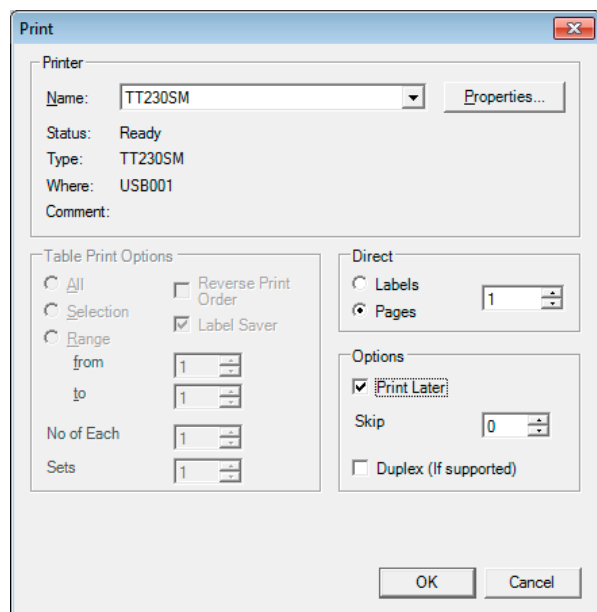 Print
Printer
Name: TT230SM Properties...
Status: Ready
Type: TT230SM
Where: USB001
Comment:
Table Print Options
All
Reverse Print
Order
Selection
Label Saver
Range
from 1
to 1
No of Each 1
Sets 1
Direct
Labels
Pages
1
Options
Print Later
Skip 0
Duplex (If supported)
OK Cancel